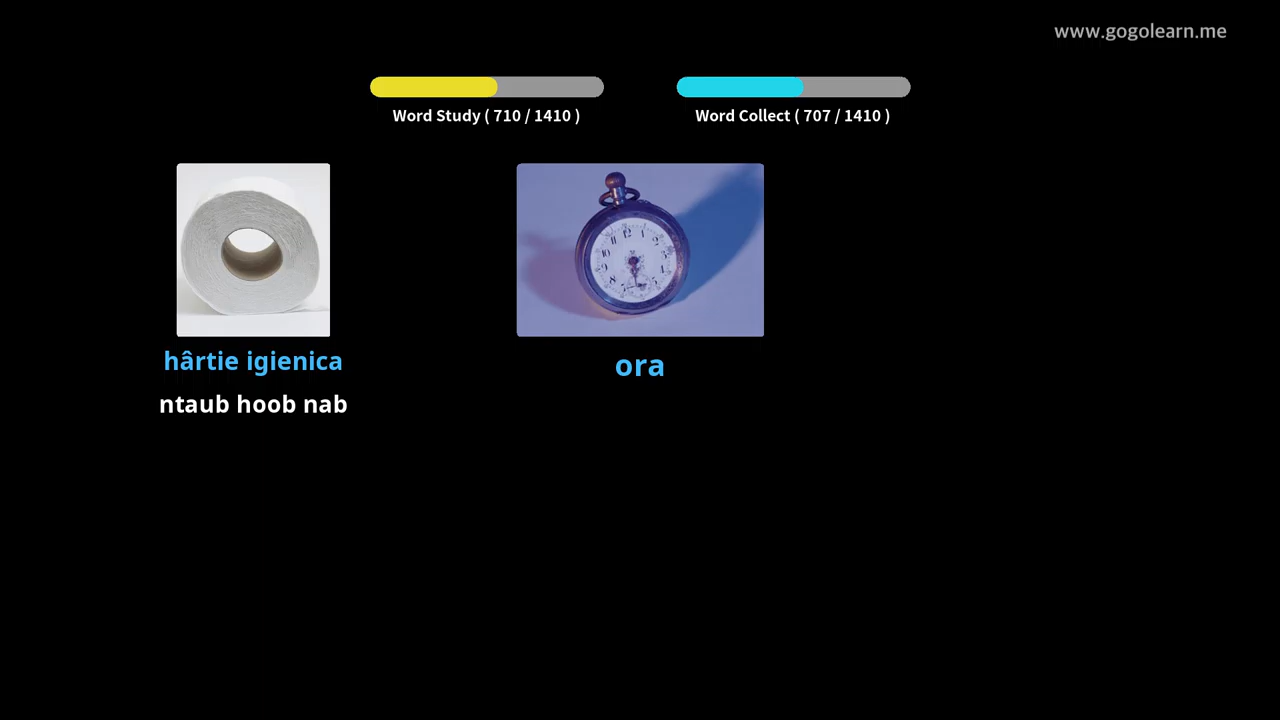 www.gogolearn.me
Word Study ( 710 / 1410 )
Word Collect ( 707 / 1410 )
hârtie igienica
ora
ntaub hoob nab